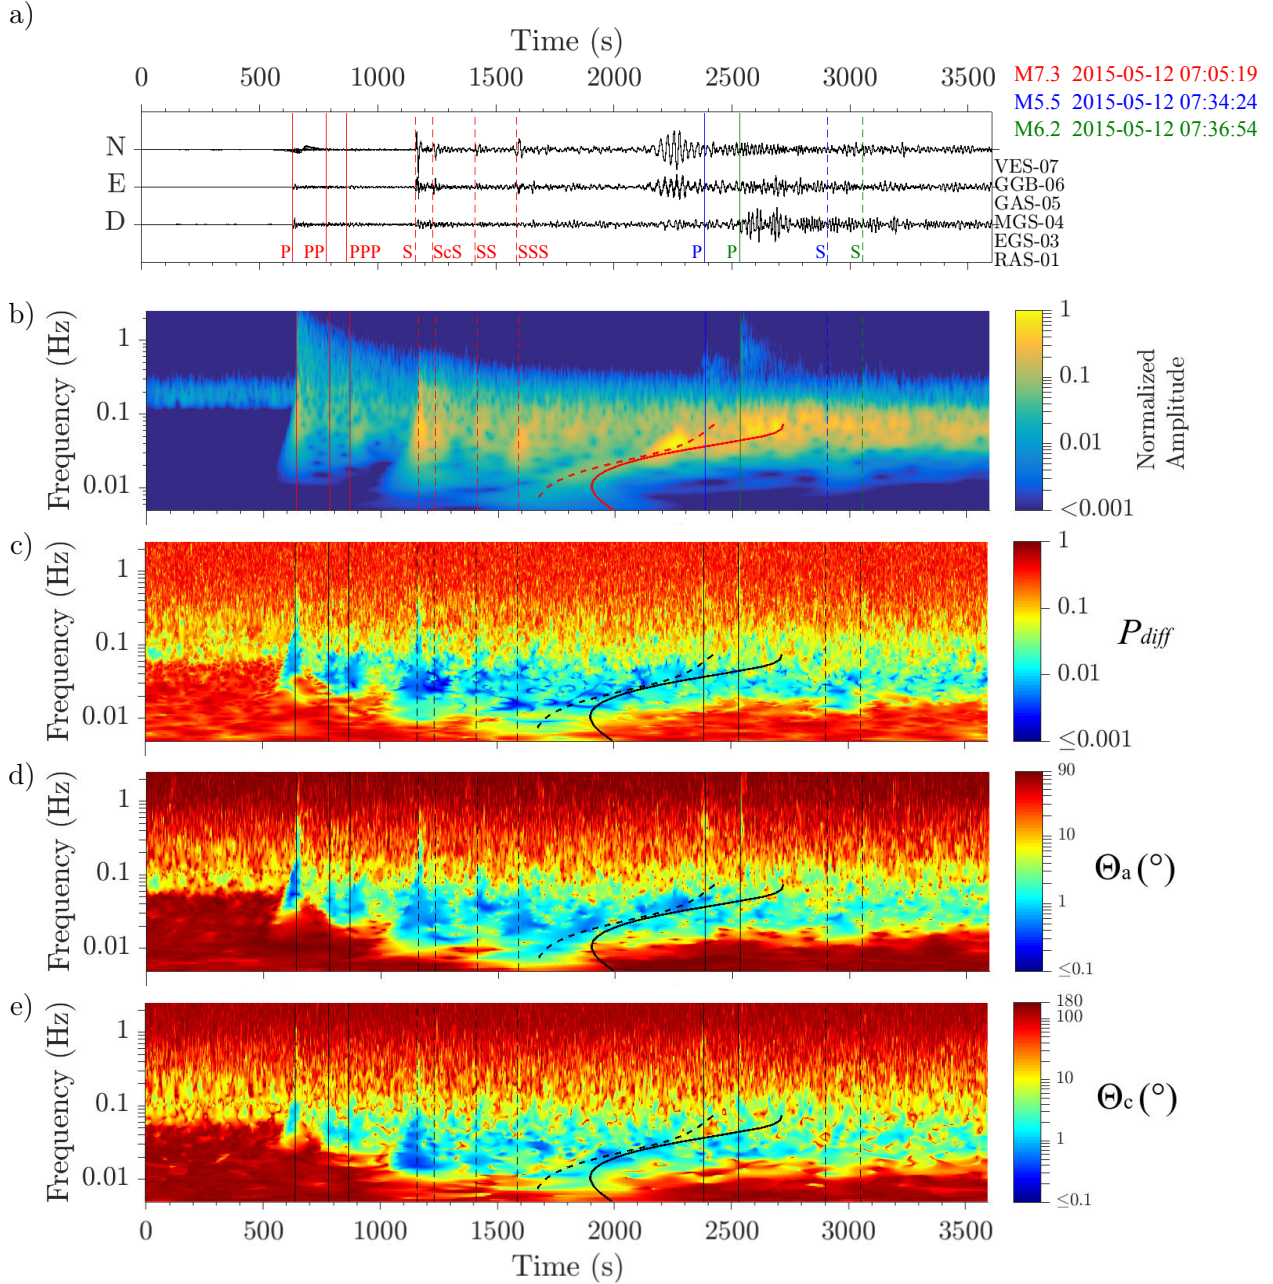 a)
Time (s)
0 500 1000 1500 2000 2500 3000 3500
M7.3 2015-05-12 07:05:19
M5.5 2015-05-12 07:34:24
M6.2 2015-05-12 07:36:54
N
E
D
VES-07
GGB-06
GAS-05
MGS-04
EGS-03
RAS-01
P PP PPP S ScS SS SSS P P S S
b)
Frequency (Hz)
1
0.1
0.01
1
0.1
0.01
<0.001
Normalized
Amplitude
c)
Frequency (Hz)
1
0.1
0.01
1
0.1
0.01
≤0.001
Pdiff
d)
Frequency (Hz)
1
0.1
0.01
90
10
1
≤0.1
Θa (°)
e)
Frequency (Hz)
1
0.1
0.01
180
100
10
1
≤0.1
Θc (°)
0 500 1000 1500 2000 2500 3000 3500
Time (s)